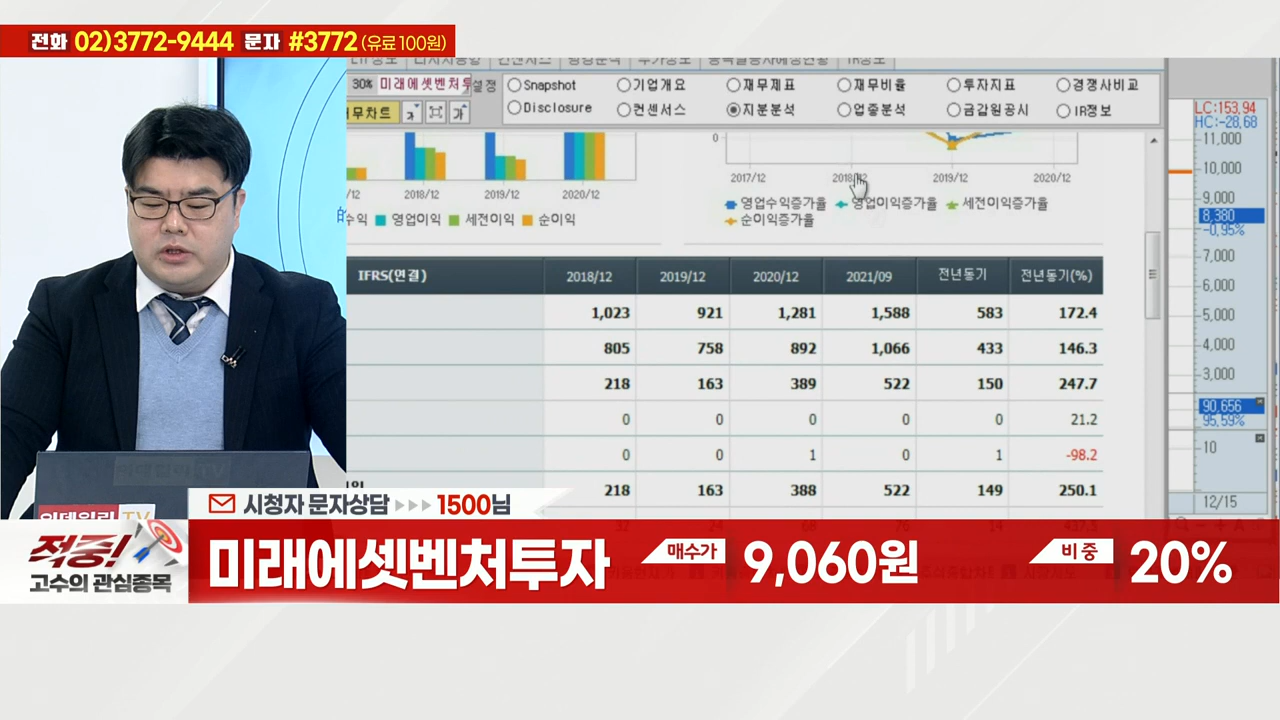 전화 02)3772-9444 문자 #3772 (유료 100원)
30% 미래에셋벤처투 설정
Snapshot 기업개요 재무제표 재무비율 투자지표 경쟁사비교
Disclosure 컨센서스 지분분석 업종분석 금감원공시 IR정보
LC:153,94
HC:-28,68
11,000
10,000
9,000
8,380
-0,95%
7,000
6,000
5,000
4,000
3,000
90,656
95,59%
10
12/15
0
2018/12 2019/12 2020/12
2017/12 2018/12 2019/12 2020/12
영업이익 세전이익 순이익
영업수익증가율 영업이익증가율 세전이익증가율
순이익증가율
的
IFRS(연결) 2018/12 2019/12 2020/12 2021/09 전년동기 전년동기(%)
1,023 921 1,281 1,588 583 172.4
805 758 892 1,066 433 146.3
218 163 389 522 150 247.7
0 0 0 0 0 21.2
0 0 1 0 1 -98.2
218 163 388 522 149 250.1
시청자 문자상담 1500님
적중!
고수의 관심종목
미래에셋벤처투자 매수가 9,060원 비중 20%